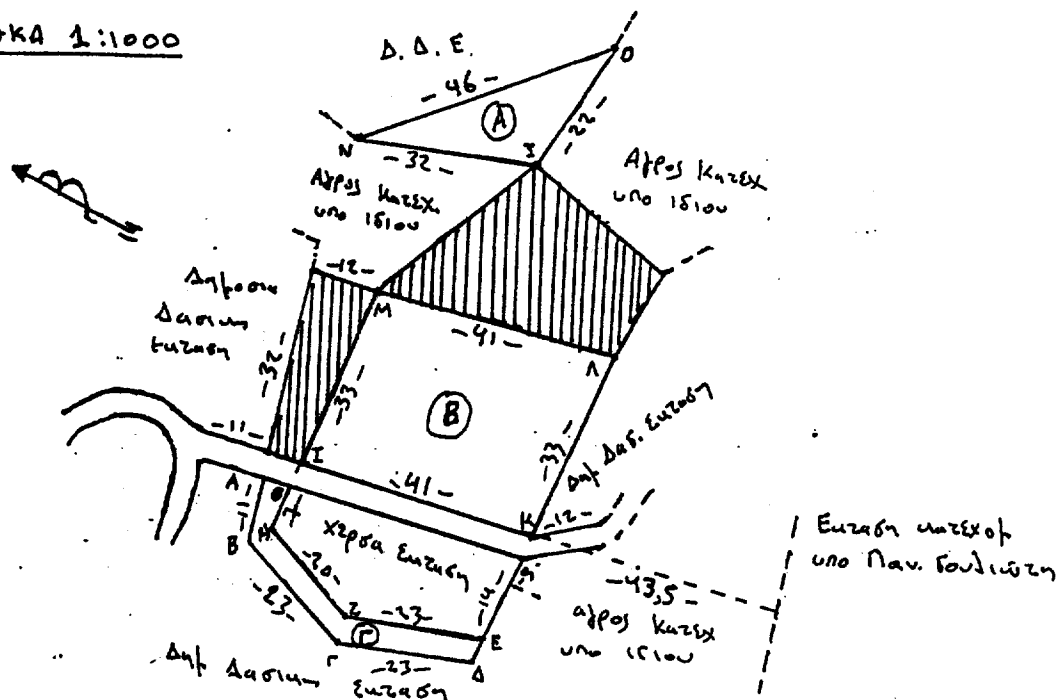 ΚΑ 1:1000
Δ. Δ. Ε.
Ο
- 46 -
Α
-22-
Ν
-32-
Ξ
Αγρος Κατεχ.
υπο ιδιου
Αγρος Κατεχ
υπο ιδιου
Δημοσια
Δασικη
Εκταση
-12-
Μ
-41-
Λ
-32-
-33-
Β
-33-
Δημ Δασ. Εκταση
-11-
Ι
-41-
Κ
-12-
Α
Θ
Β
Η
7
Χερσα Εκταση
-20-
-23-
Ζ
-23-
-14-
Ε
Γ
Γ
-23-
Δ
-43,5-
αγρος Κατεχ
υπο ιδιου
Εκταση κατεχομ
υπο Παν.
Δημ Δασικη Εκταση